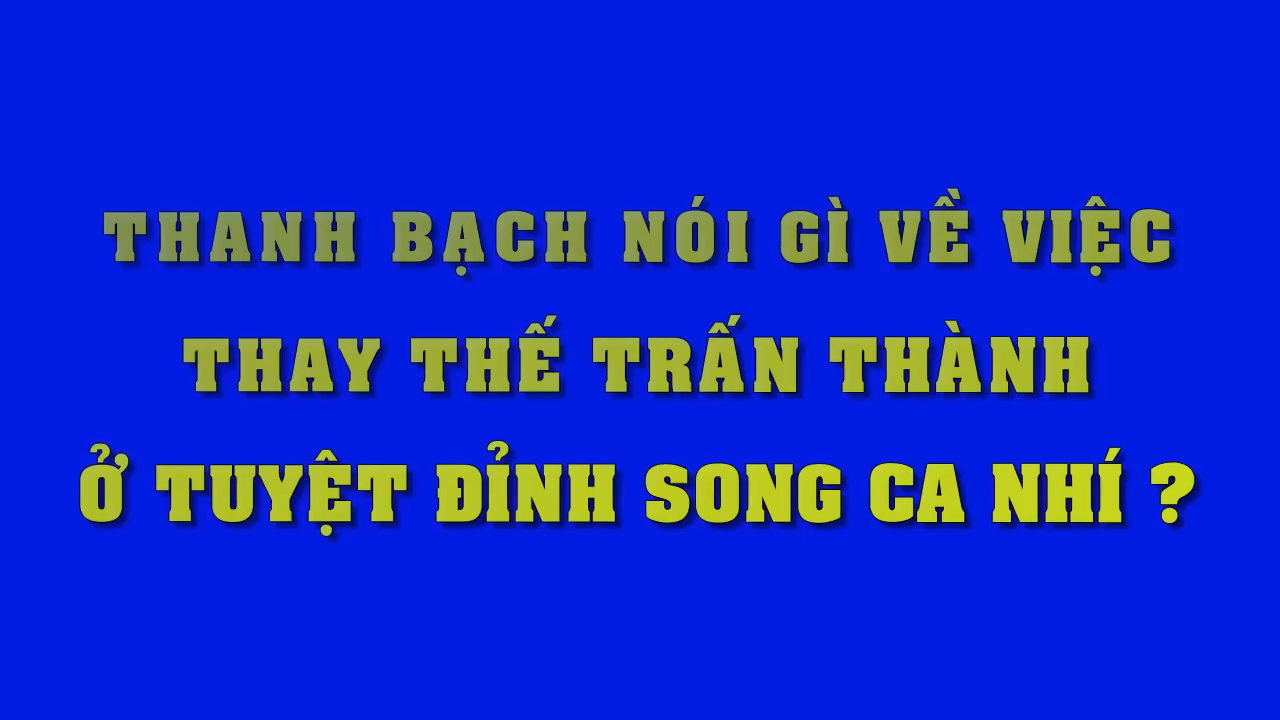 THANH BẠCH NÓI GÌ VỀ VIỆC
THAY THẾ TRẤN THÀNH
Ở TUYỆT ĐỈNH SONG CA NHÍ ?